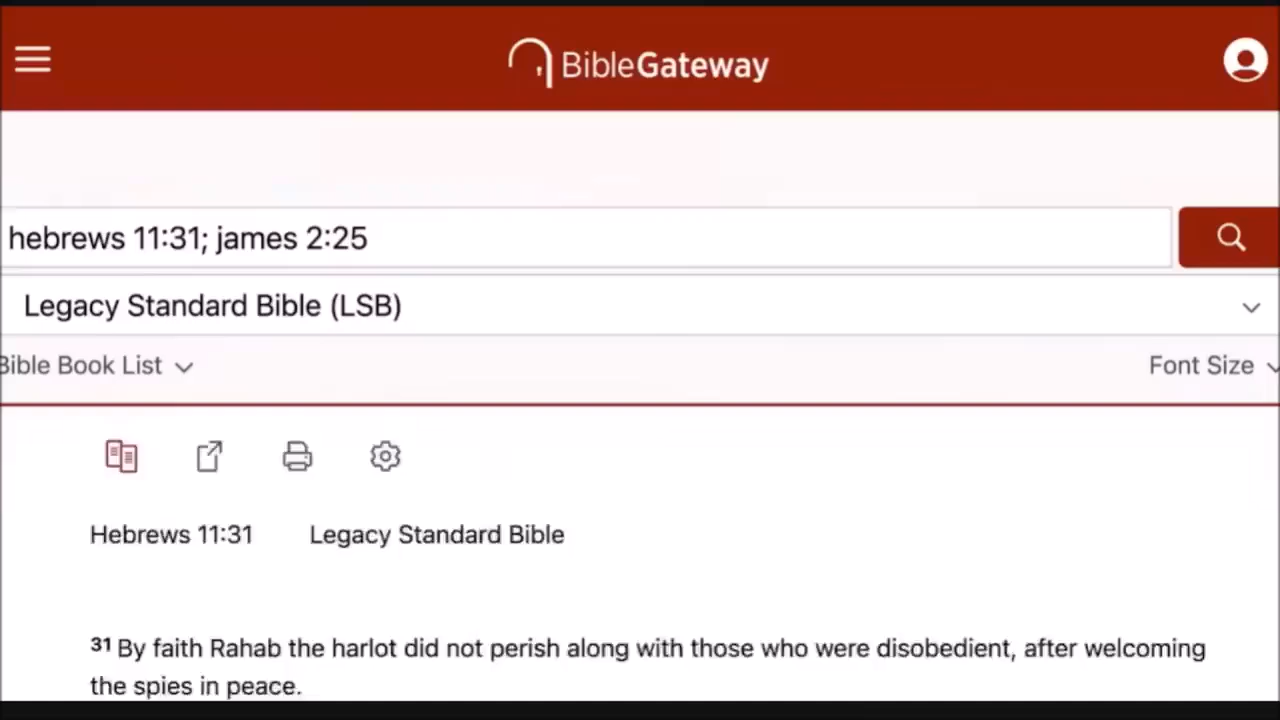 BibleGateway
hebrews 11:31; james 2:25
Legacy Standard Bible (LSB)
Bible Book List
Font Size
Hebrews 11:31 Legacy Standard Bible
31 By faith Rahab the harlot did not perish along with those who were disobedient, after welcoming
the spies in peace.